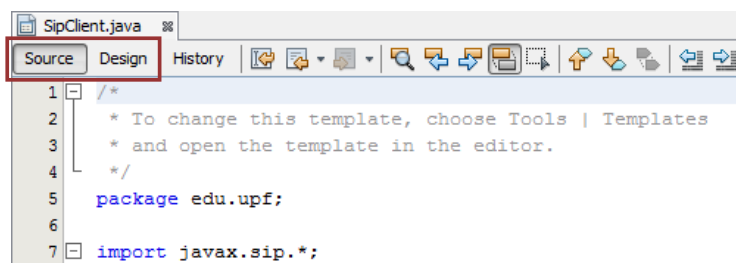 SipClient.java
Source Design History
1 /*
2 * To change this template, choose Tools | Templates
3 * and open the template in the editor.
4 */
5 package edu.upf;
6
7 import javax.sip.*;